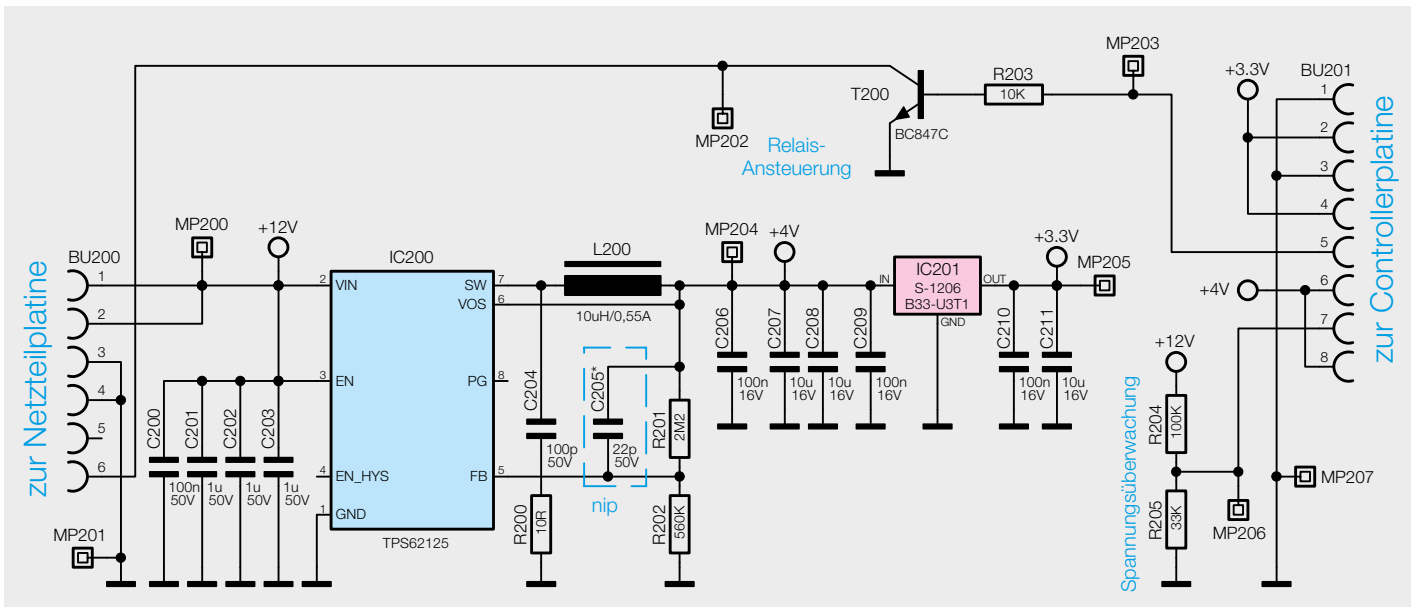 MP203
+3.3V
BU201
R203
10K
T200
BC847C
MP202
Relais-
Ansteuerung
1
2
3
4
5
6
7
8
zur Controllerplatine
MP200
+12V
BU200
1
2
3
4
5
6
zur Netzteilplatine
MP201
IC200
2 VIN
3 EN
4 EN_HYS
1 GND
SW 7
VOS 6
PG 8
FB 5
TPS62125
C200
100n
50V
C201
1u
50V
C202
1u
50V
C203
1u
50V
L200
10uH/0,55A
C204
100p
50V
R200
10R
C205*
22p
50V
nip
R201
2M2
R202
560K
MP204
+4V
C206
100n
16V
C207
10u
16V
C208
10u
16V
C209
100n
16V
IN
IC201
S-1206
B33-U3T1
OUT
GND
+3.3V
MP205
C210
100n
16V
C211
10u
16V
+4V
+12V
Spannungsüberwachung
R204
100K
R205
33K
MP206
MP207